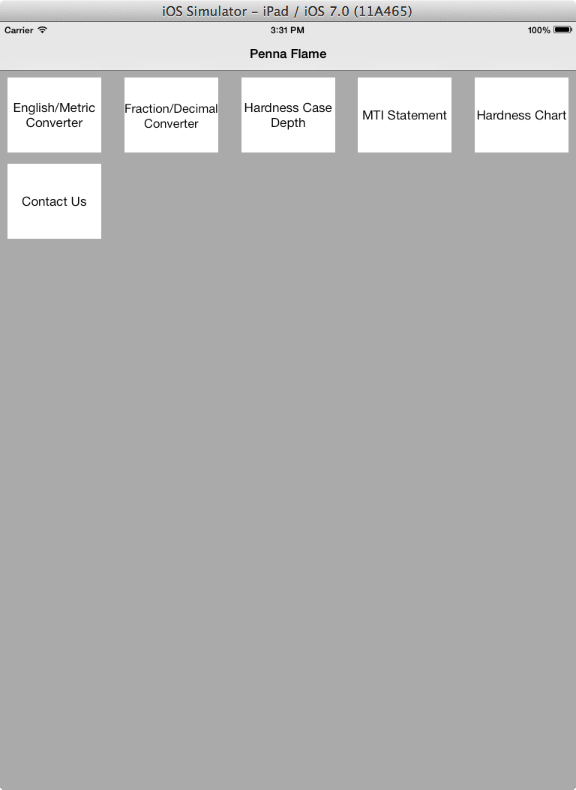 iOS Simulator - iPad / iOS 7.0 (11A465)
Carrier 3:31 PM 100%
Penna Flame
English/Metric
Converter
Fraction/Decimal
Converter
Hardness Case
Depth
MTI Statement
Hardness Chart
Contact Us